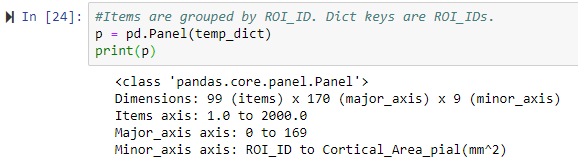 In [24]: #Items are grouped by ROI_ID. Dict keys are ROI_IDs.
p = pd.Panel(temp_dict)
print(p)
<class 'pandas.core.panel.Panel'>
Dimensions: 99 (items) x 170 (major_axis) x 9 (minor_axis)
Items axis: 1.0 to 2000.0
Major_axis axis: 0 to 169
Minor_axis axis: ROI_ID to Cortical_Area_pial(mm^2)